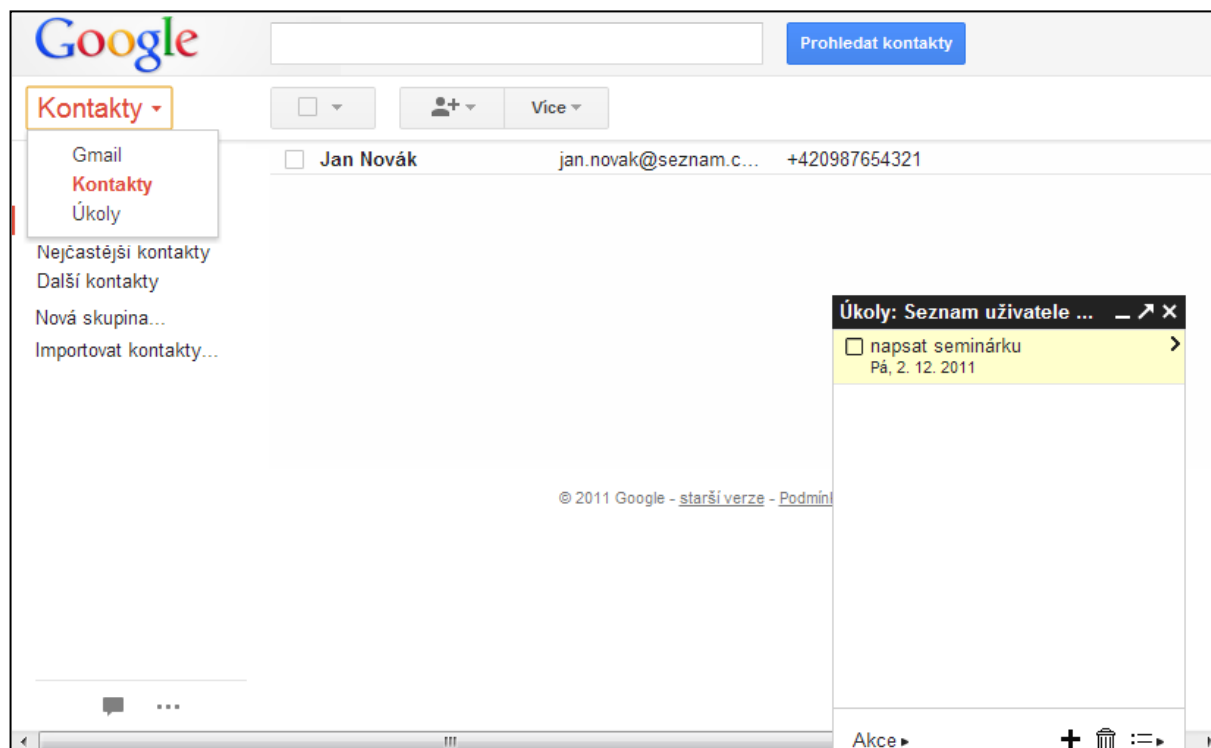 Google
Prohledat kontakty
Kontakty
Více
Gmail
Kontakty
Úkoly
Jan Novák jan.novak@seznam.c... +420987654321
Nejčastější kontakty
Další kontakty
Nová skupina...
Importovat kontakty...
Úkoly: Seznam uživatele ...
napsat seminárku
Pá, 2. 12. 2011
© 2011 Google - starší verze -
Akce